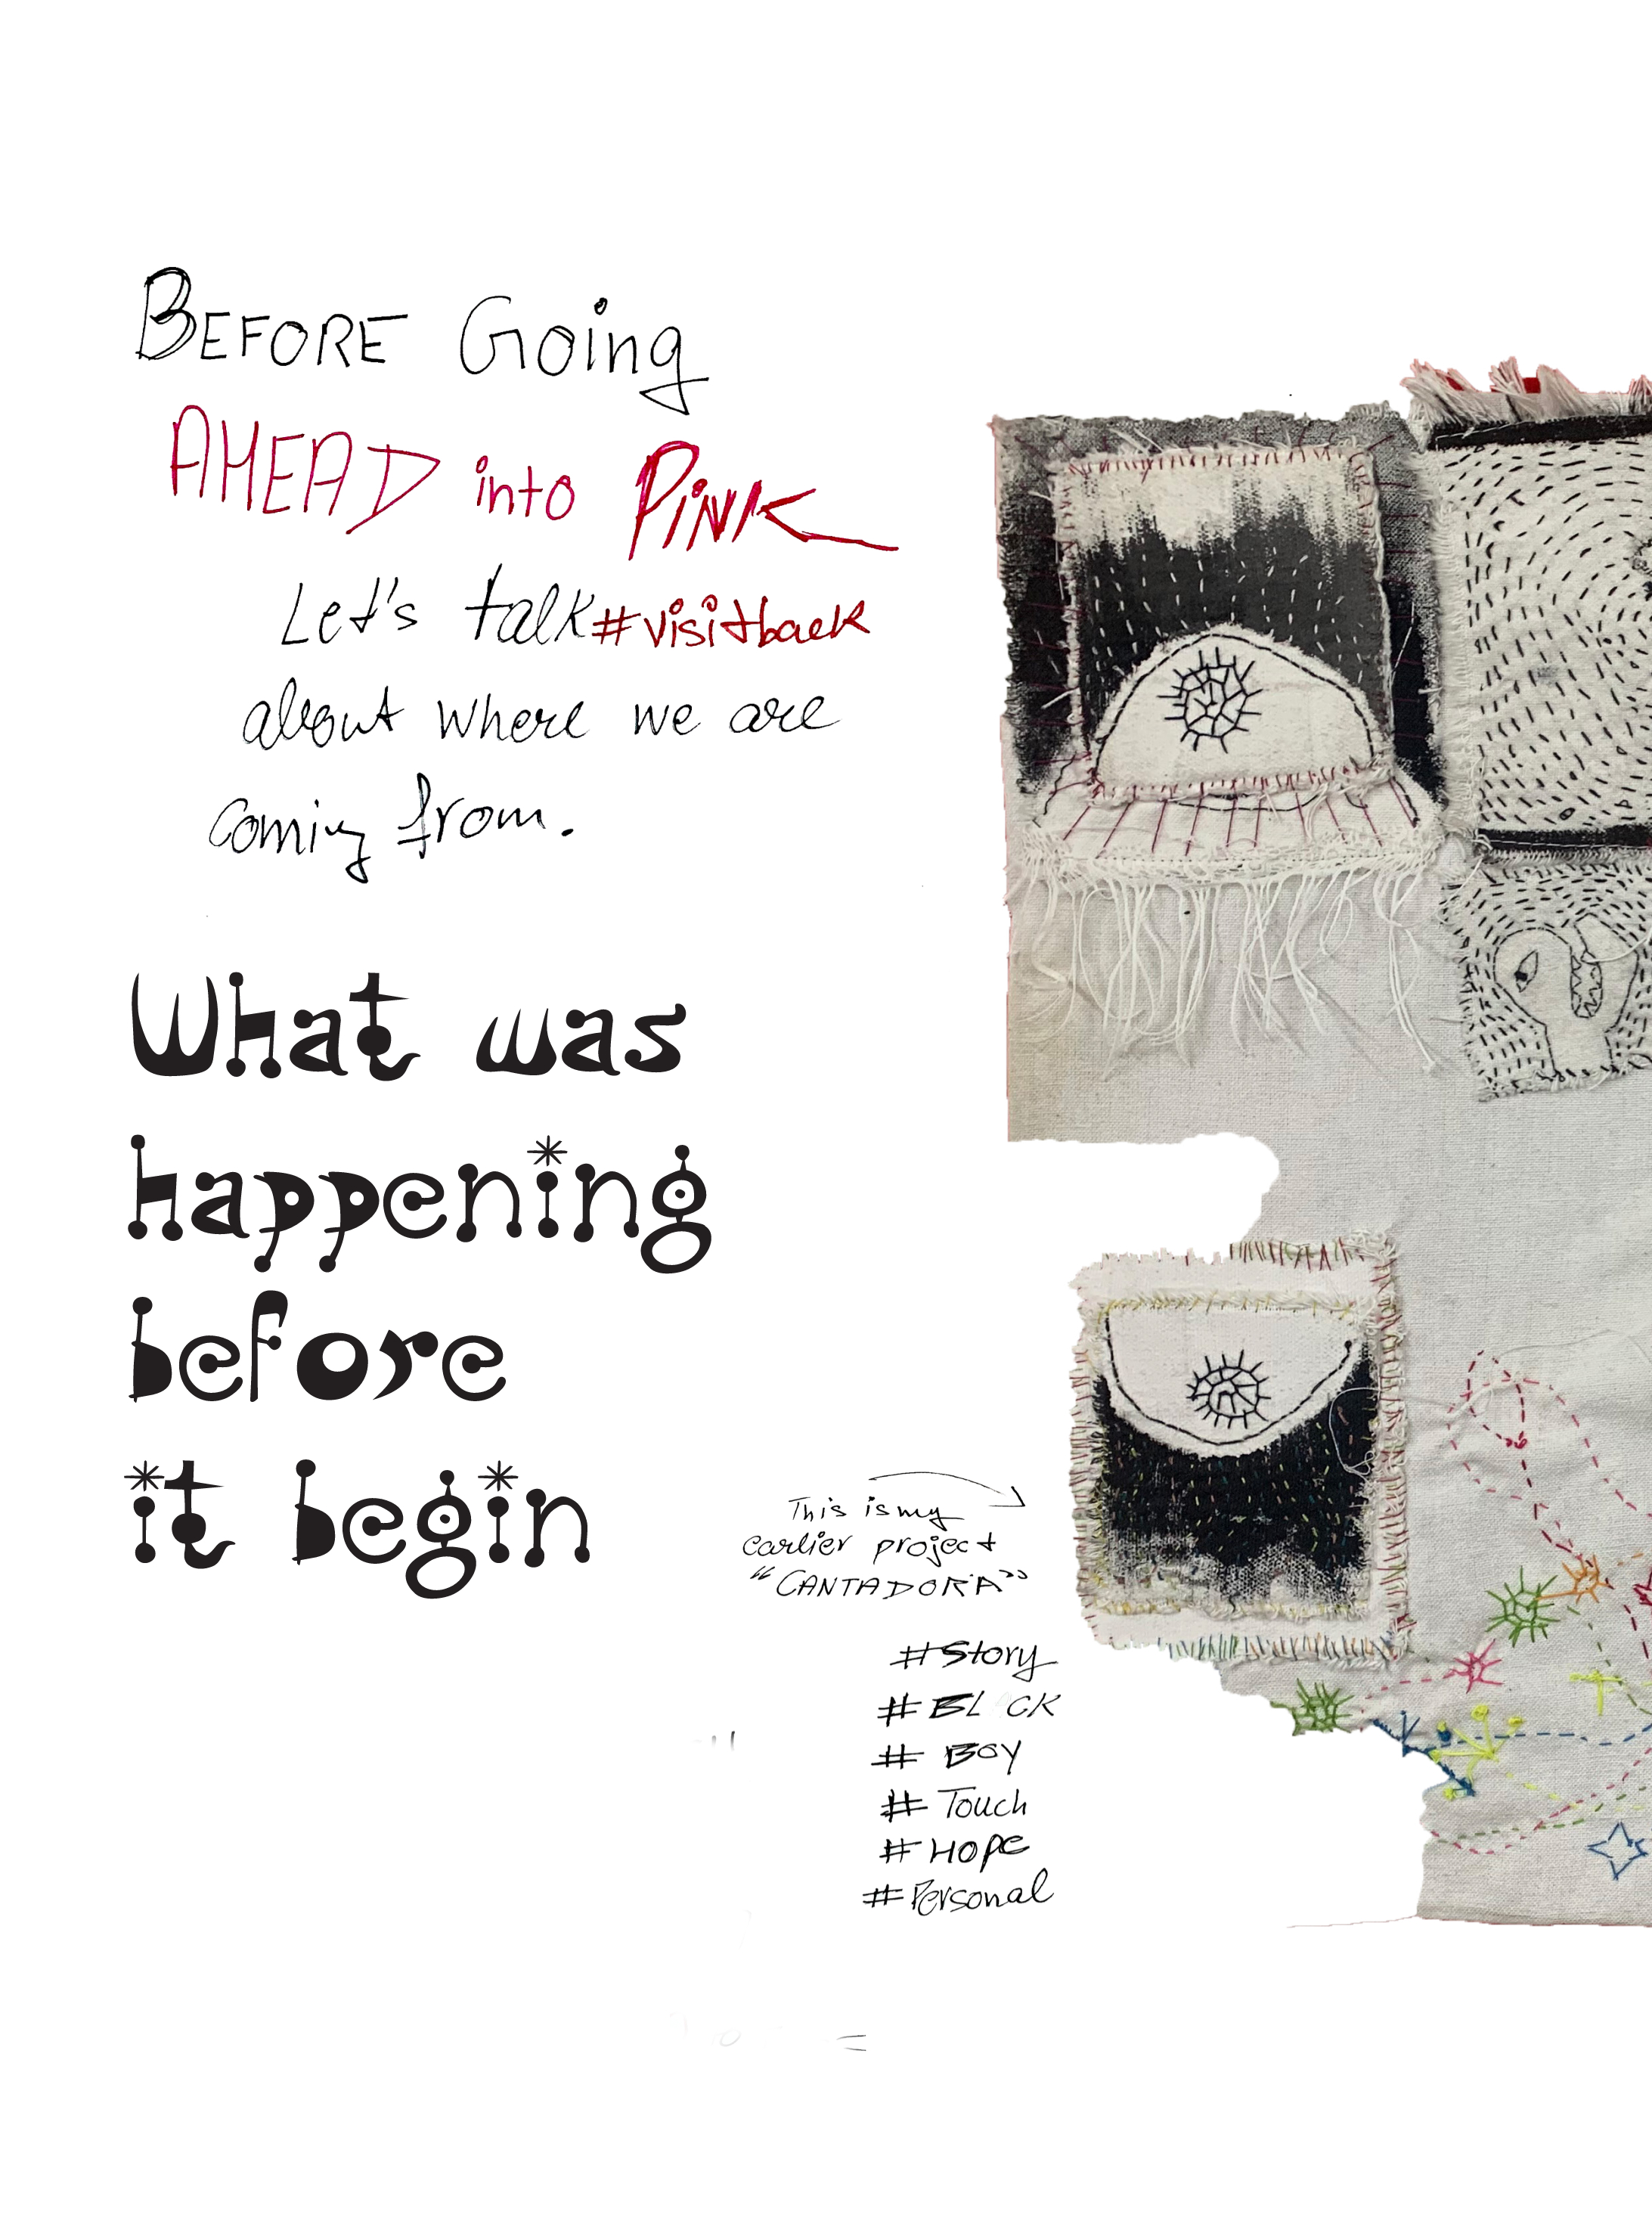 BEFORE Going
AHEAD into PINK
Let's talk #visitback
about where we are
coming from.
What was
happening
before
it begin
This is my
earlier project
"CANTADORA"
#Story
#BL CK
#BOY
#Touch
#HOPE
#Personal